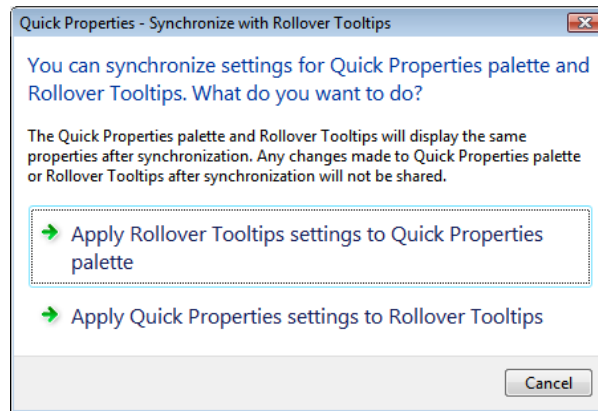 Quick Properties - Synchronize with Rollover Tooltips
You can synchronize settings for Quick Properties palette and
Rollover Tooltips. What do you want to do?
The Quick Properties palette and Rollover Tooltips will display the same
properties after synchronization. Any changes made to Quick Properties palette
or Rollover Tooltips after synchronization will not be shared.
Apply Rollover Tooltips settings to Quick Properties
palette
Apply Quick Properties settings to Rollover Tooltips
Cancel